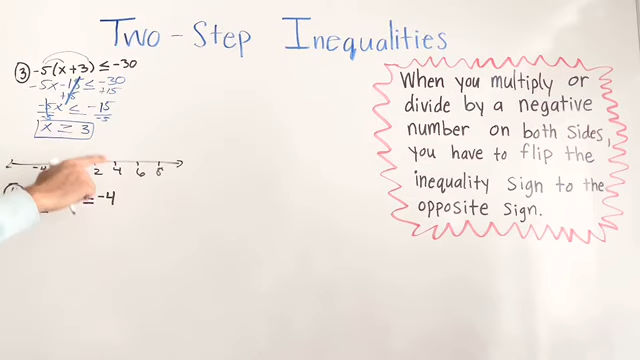 Two-Step Inequalities
③ -5(x+3) ≤ -30
-5x - 15 ≤ -30
+15 +15
-5x ≤ -15
-5 -5
x ≥ 3
2 4 6 8
≤ -4
When you multiply or
divide by a negative
number on both sides,
you have to flip the
inequality sign to the
opposite sign.